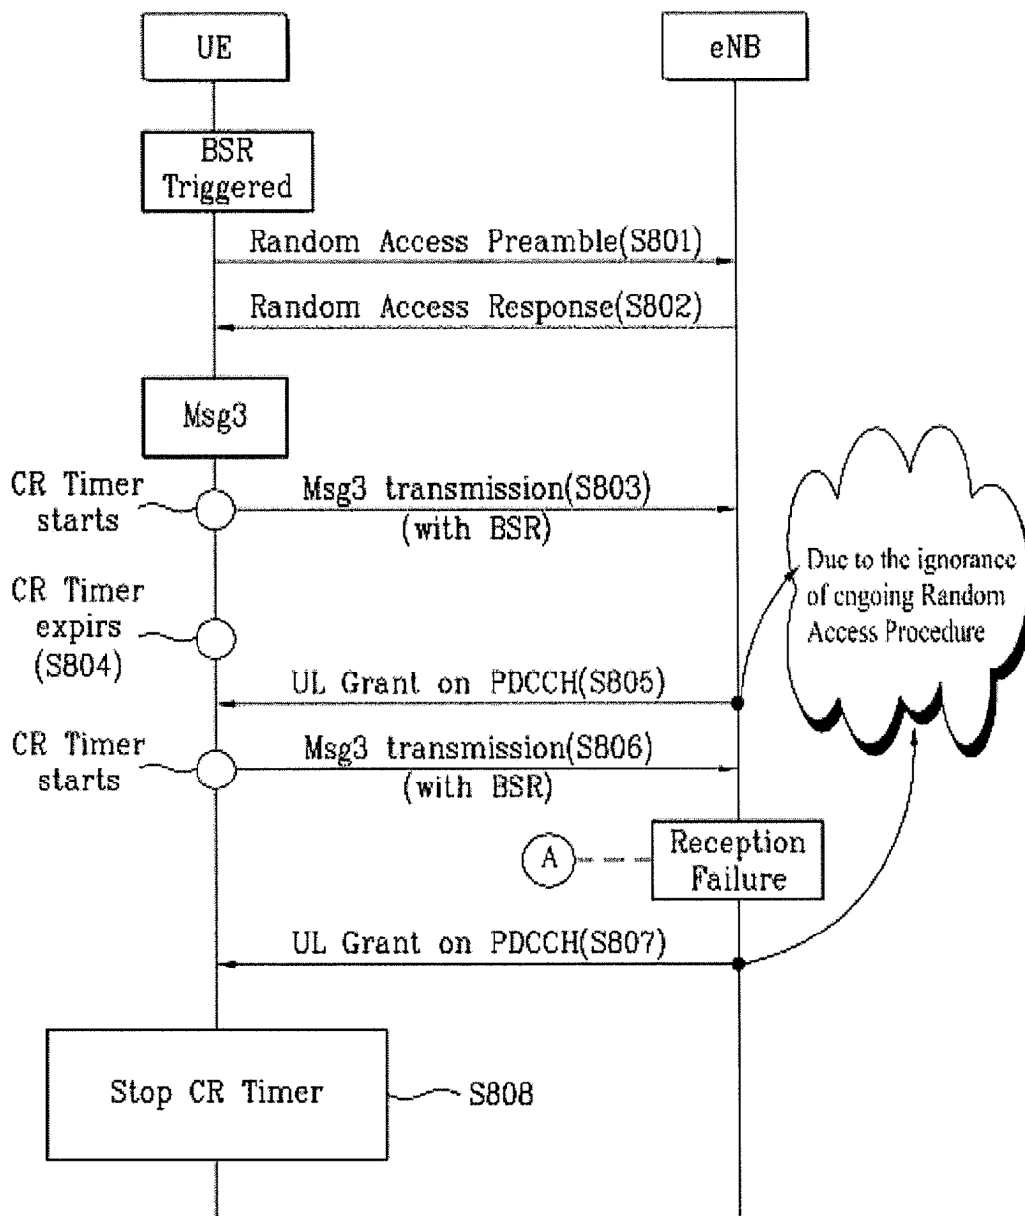 UE
eNB
BSR
Triggered
Random Access Preamble(S801)
Random Access Response(S802)
Msg3
CR Timer
starts
Msg3 transmission(S803)
(with BSR)
Due to the ignorance
of engoing Random
Access Procedure
CR Timer
expirs
(S804)
UL Grant on PDCCH(S805)
CR Timer
starts
Msg3 transmission(S806)
(with BSR)
A
Reception
Failure
UL Grant on PDCCH(S807)
Stop CR Timer
S808